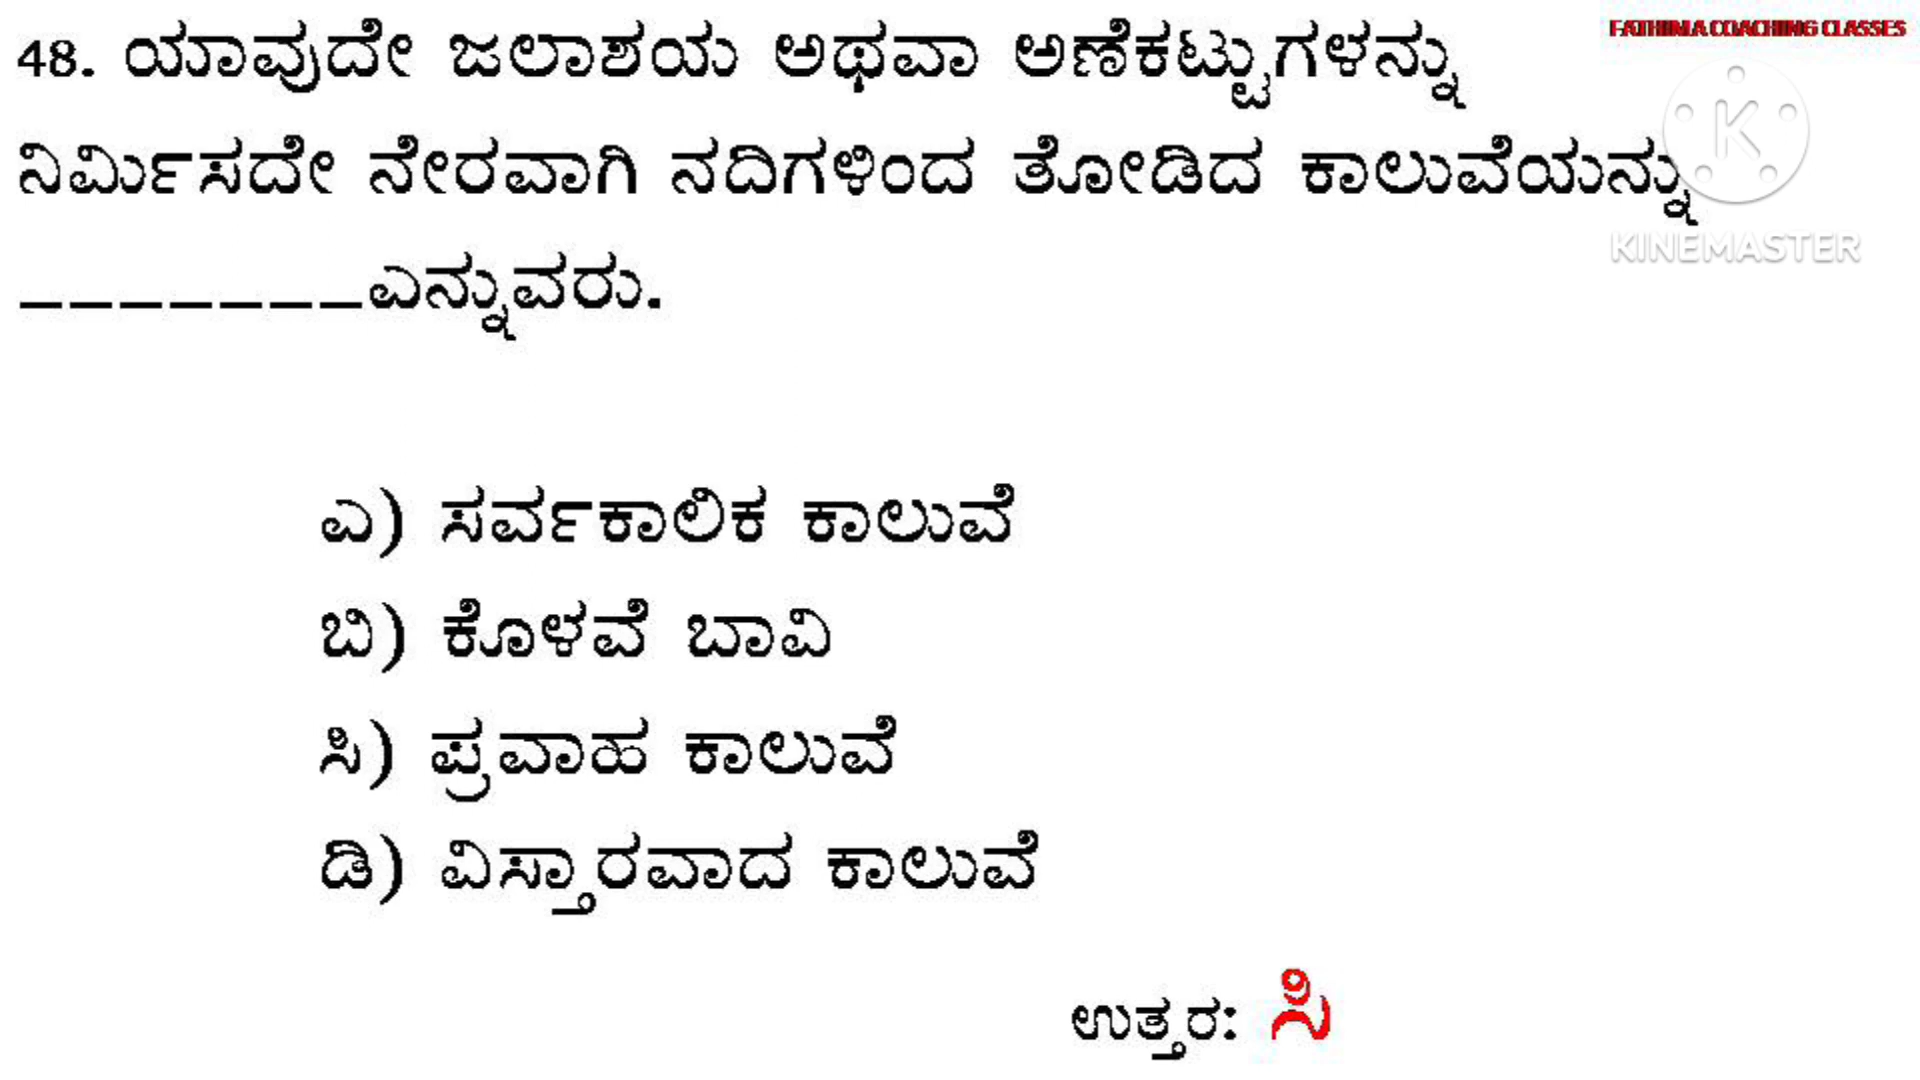 FATHIMA COACHING CLASSES
48. ಯಾವುದೇ ಜಲಾಶಯ ಅಥವಾ ಅಣೆಕಟ್ಟುಗಳನ್ನು
ನಿರ್ಮಿಸದೇ ನೇರವಾಗಿ ನದಿಗಳಿಂದ ತೋಡಿದ ಕಾಲುವೆಯನ್ನು
K
KINEMASTER
_______ಎನ್ನುವರು.
ಎ) ಸರ್ವಕಾಲಿಕ ಕಾಲುವೆ
ಬಿ) ಕೊಳವೆ ಬಾವಿ
ಸಿ) ಪ್ರವಾಹ ಕಾಲುವೆ
ಡಿ) ವಿಸ್ತಾರವಾದ ಕಾಲುವೆ
ಉತ್ತರ: ಸಿ